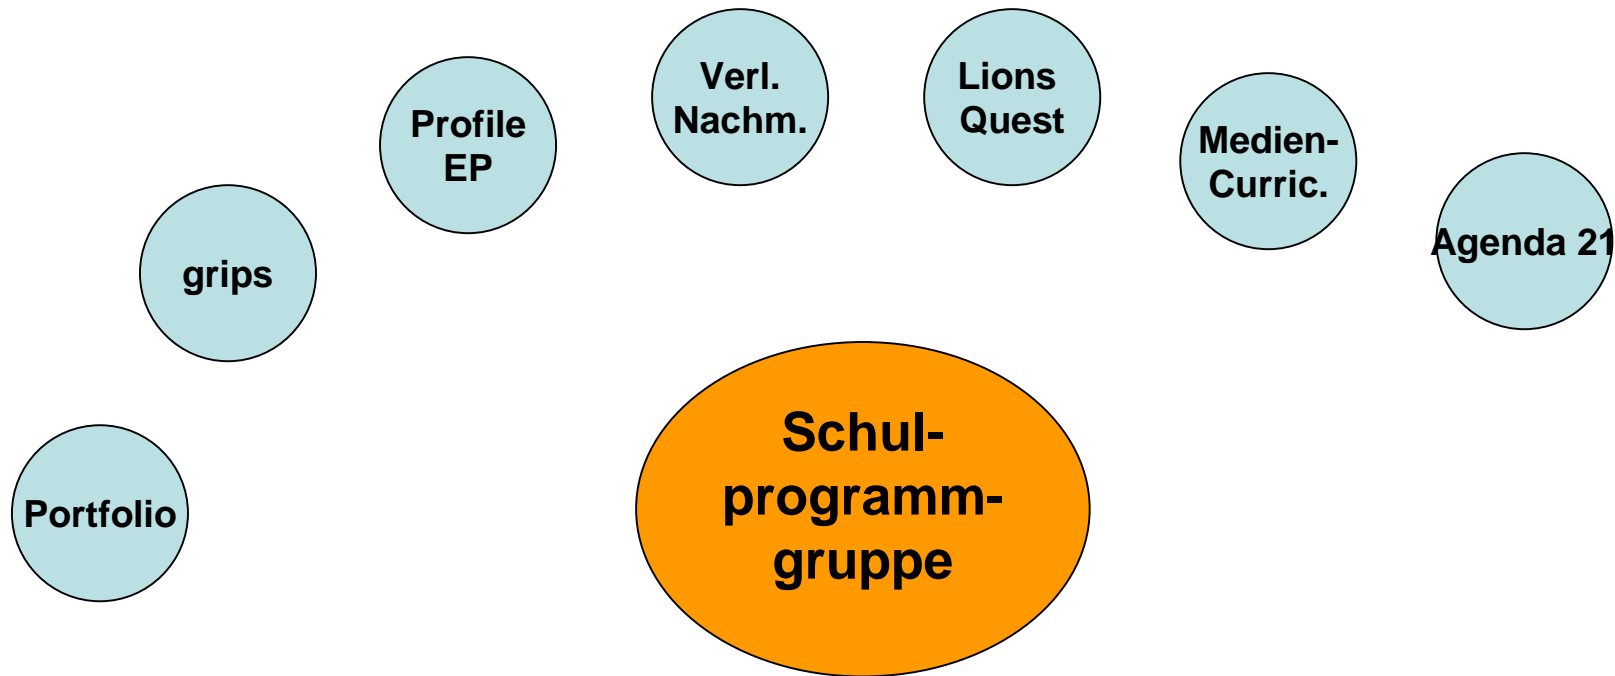 Portfolio
grips
Profile
EP
Verl.
Nachm.
Lions
Quest
Medien-
Curric.
Agenda 21
Schul-
programm-
gruppe